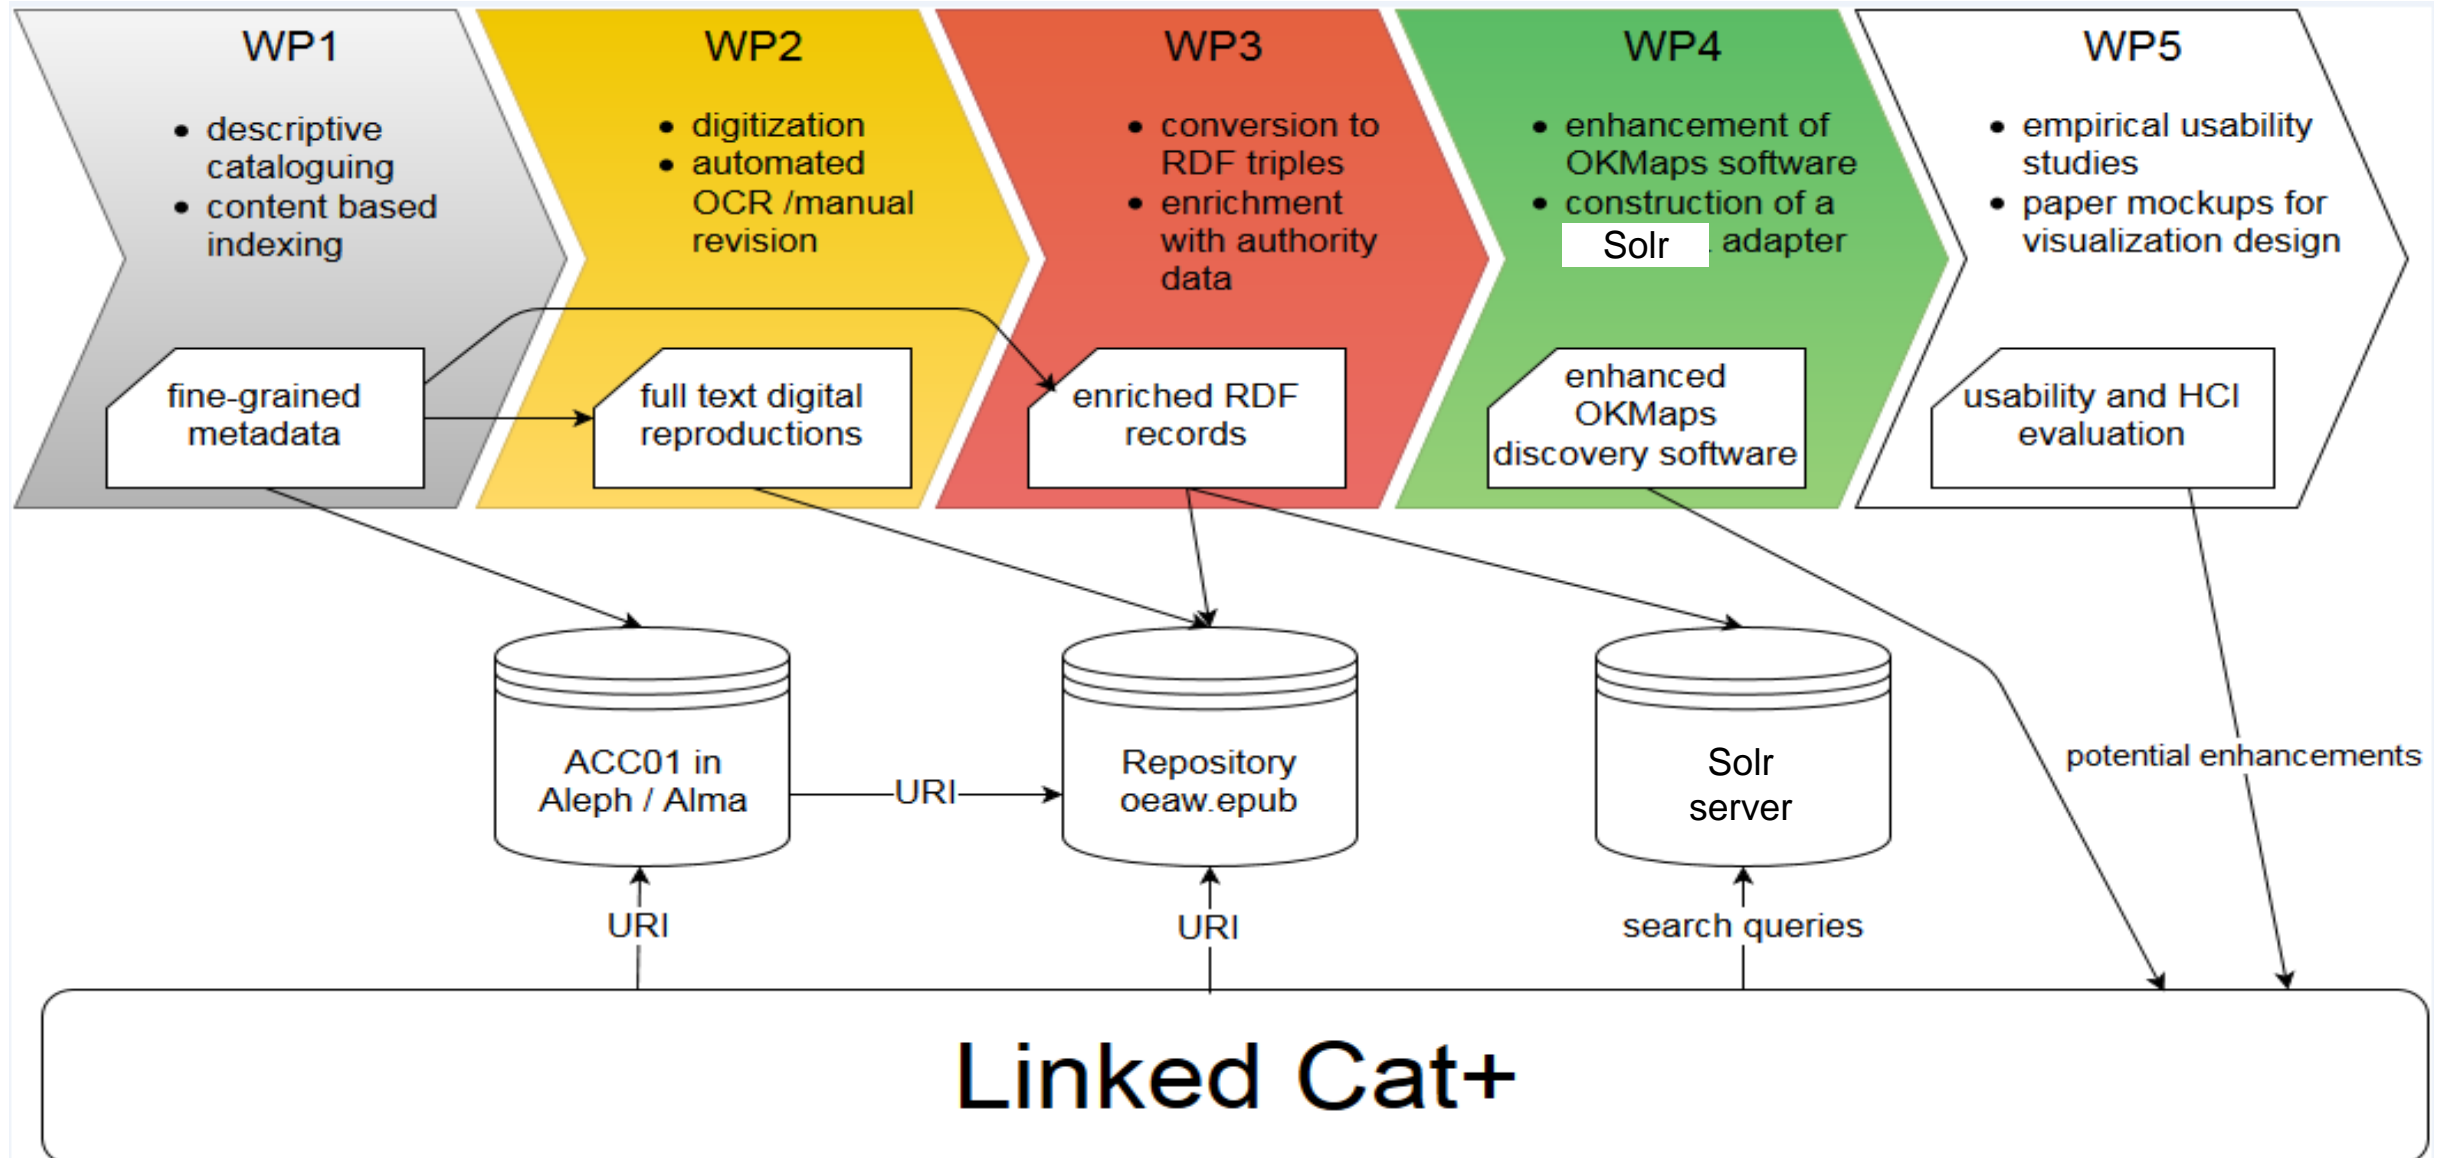 WP1
• descriptive
cataloguing
• content based
indexing
fine-grained
metadata
WP2
• digitization
• automated
OCR /manual
revision
full text digital
reproductions
WP3
• conversion to
RDF triples
• enrichment
with authority
data
enriched RDF
records
WP4
• enhancement of
OKMaps software
• construction of a
Solr adapter
enhanced
OKMaps
discovery software
WP5
• empirical usability
studies
• paper mockups for
visualization design
usability and HCI
evaluation
ACC01 in
Aleph / Alma
URI
Repository
oeaw.epub
Solr
server
potential enhancements
URI
URI
search queries
Linked Cat+